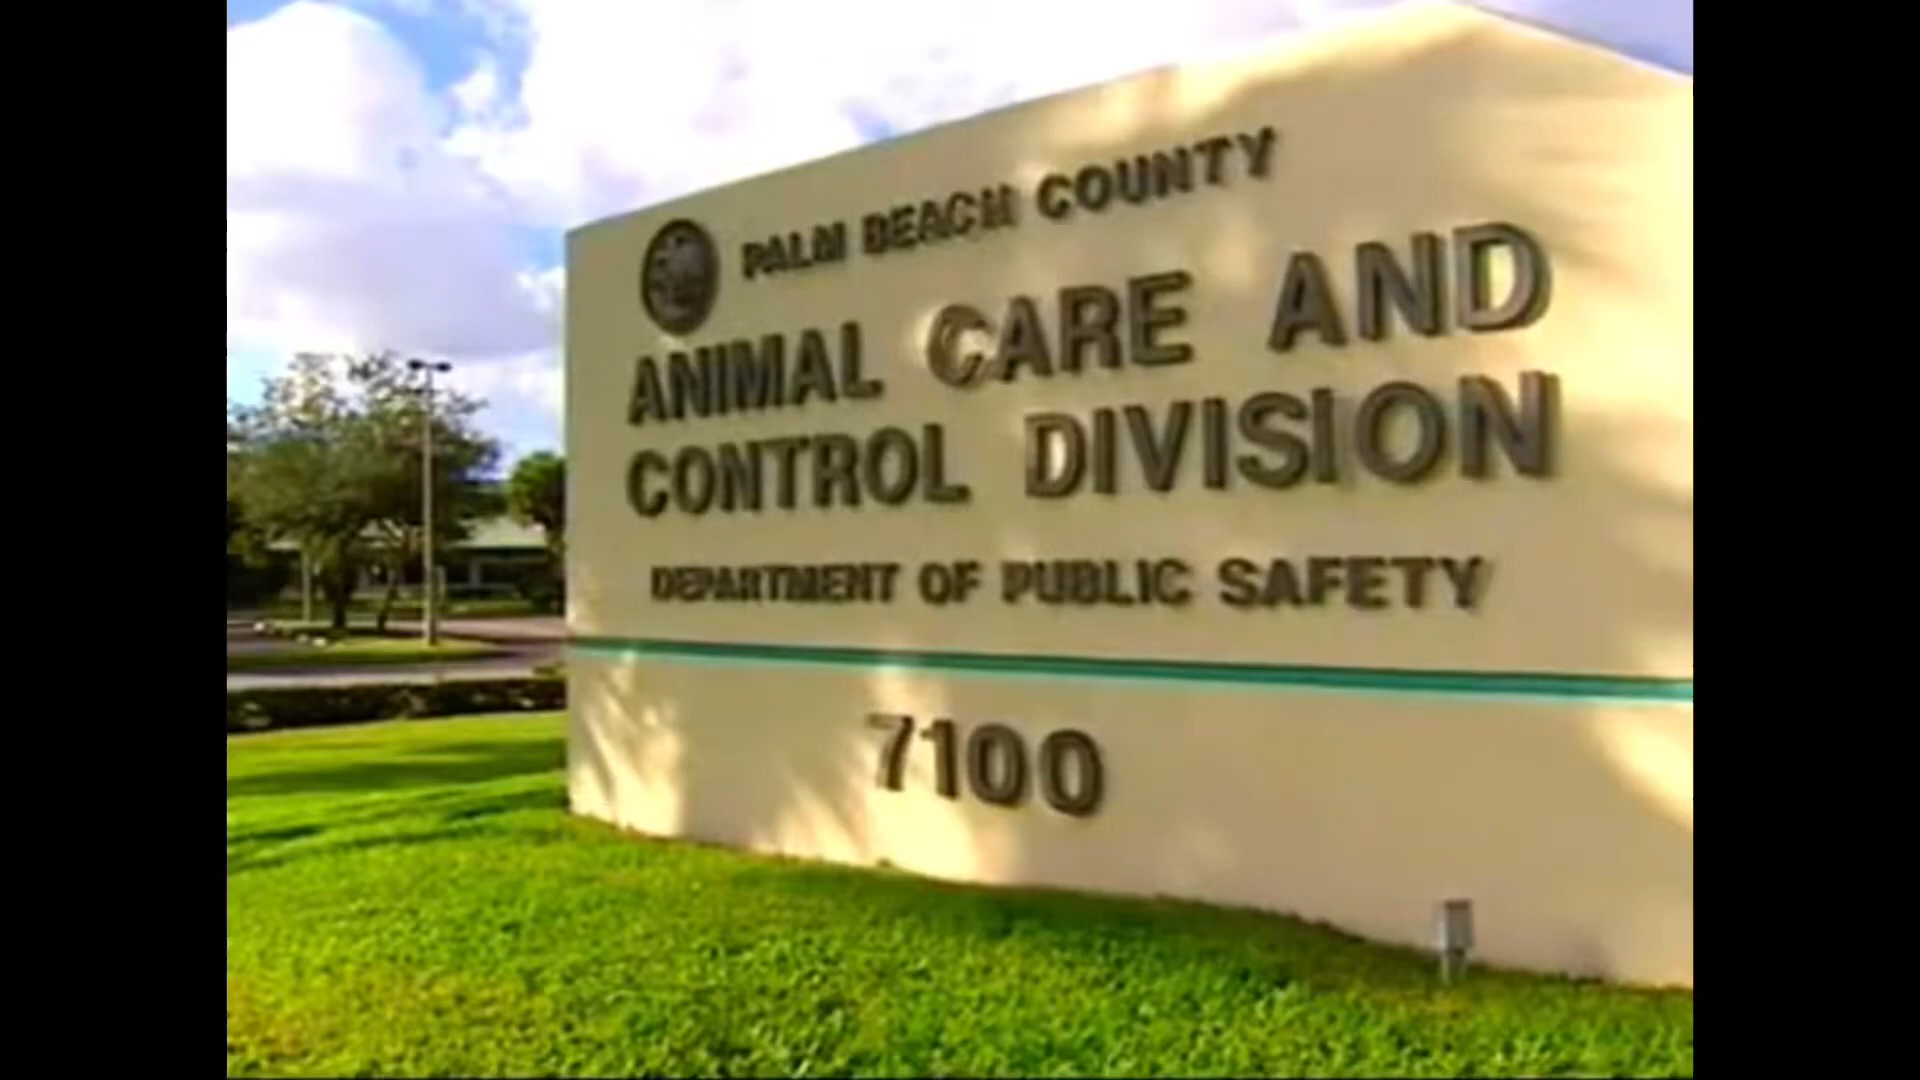 PALM BEACH COUNTY
ANIMAL CARE AND
CONTROL DIVISION
DEPARTMENT OF PUBLIC SAFETY
7100